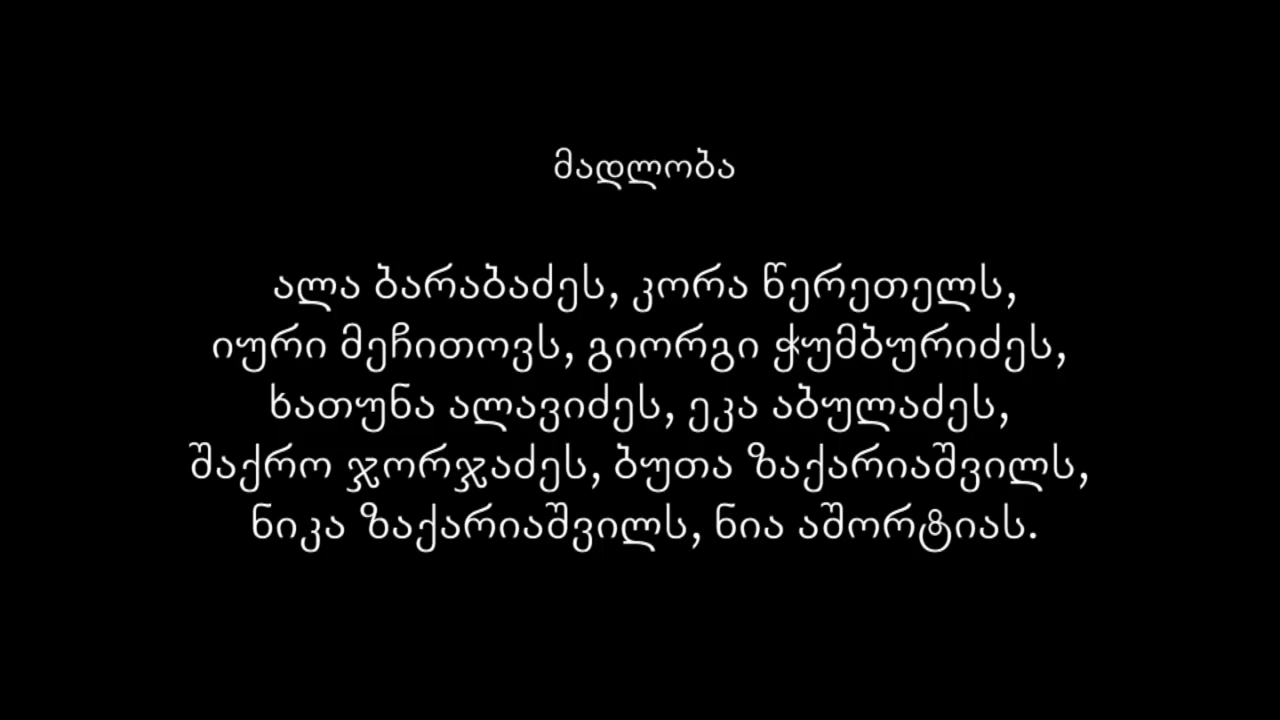 მადლობა
ალა ბარაბაძეს, კორა წერეთელს,
იური მეჩითოვს, გიორგი ჭუმბურიძეს,
ხათუნა ალავიძეს, ეკა აბულაძეს,
შაქრო ჯორჯაძეს, ბუთა ზაქარიაშვილს,
ნიკა ზაქარიაშვილს, ნია აშორტიას.